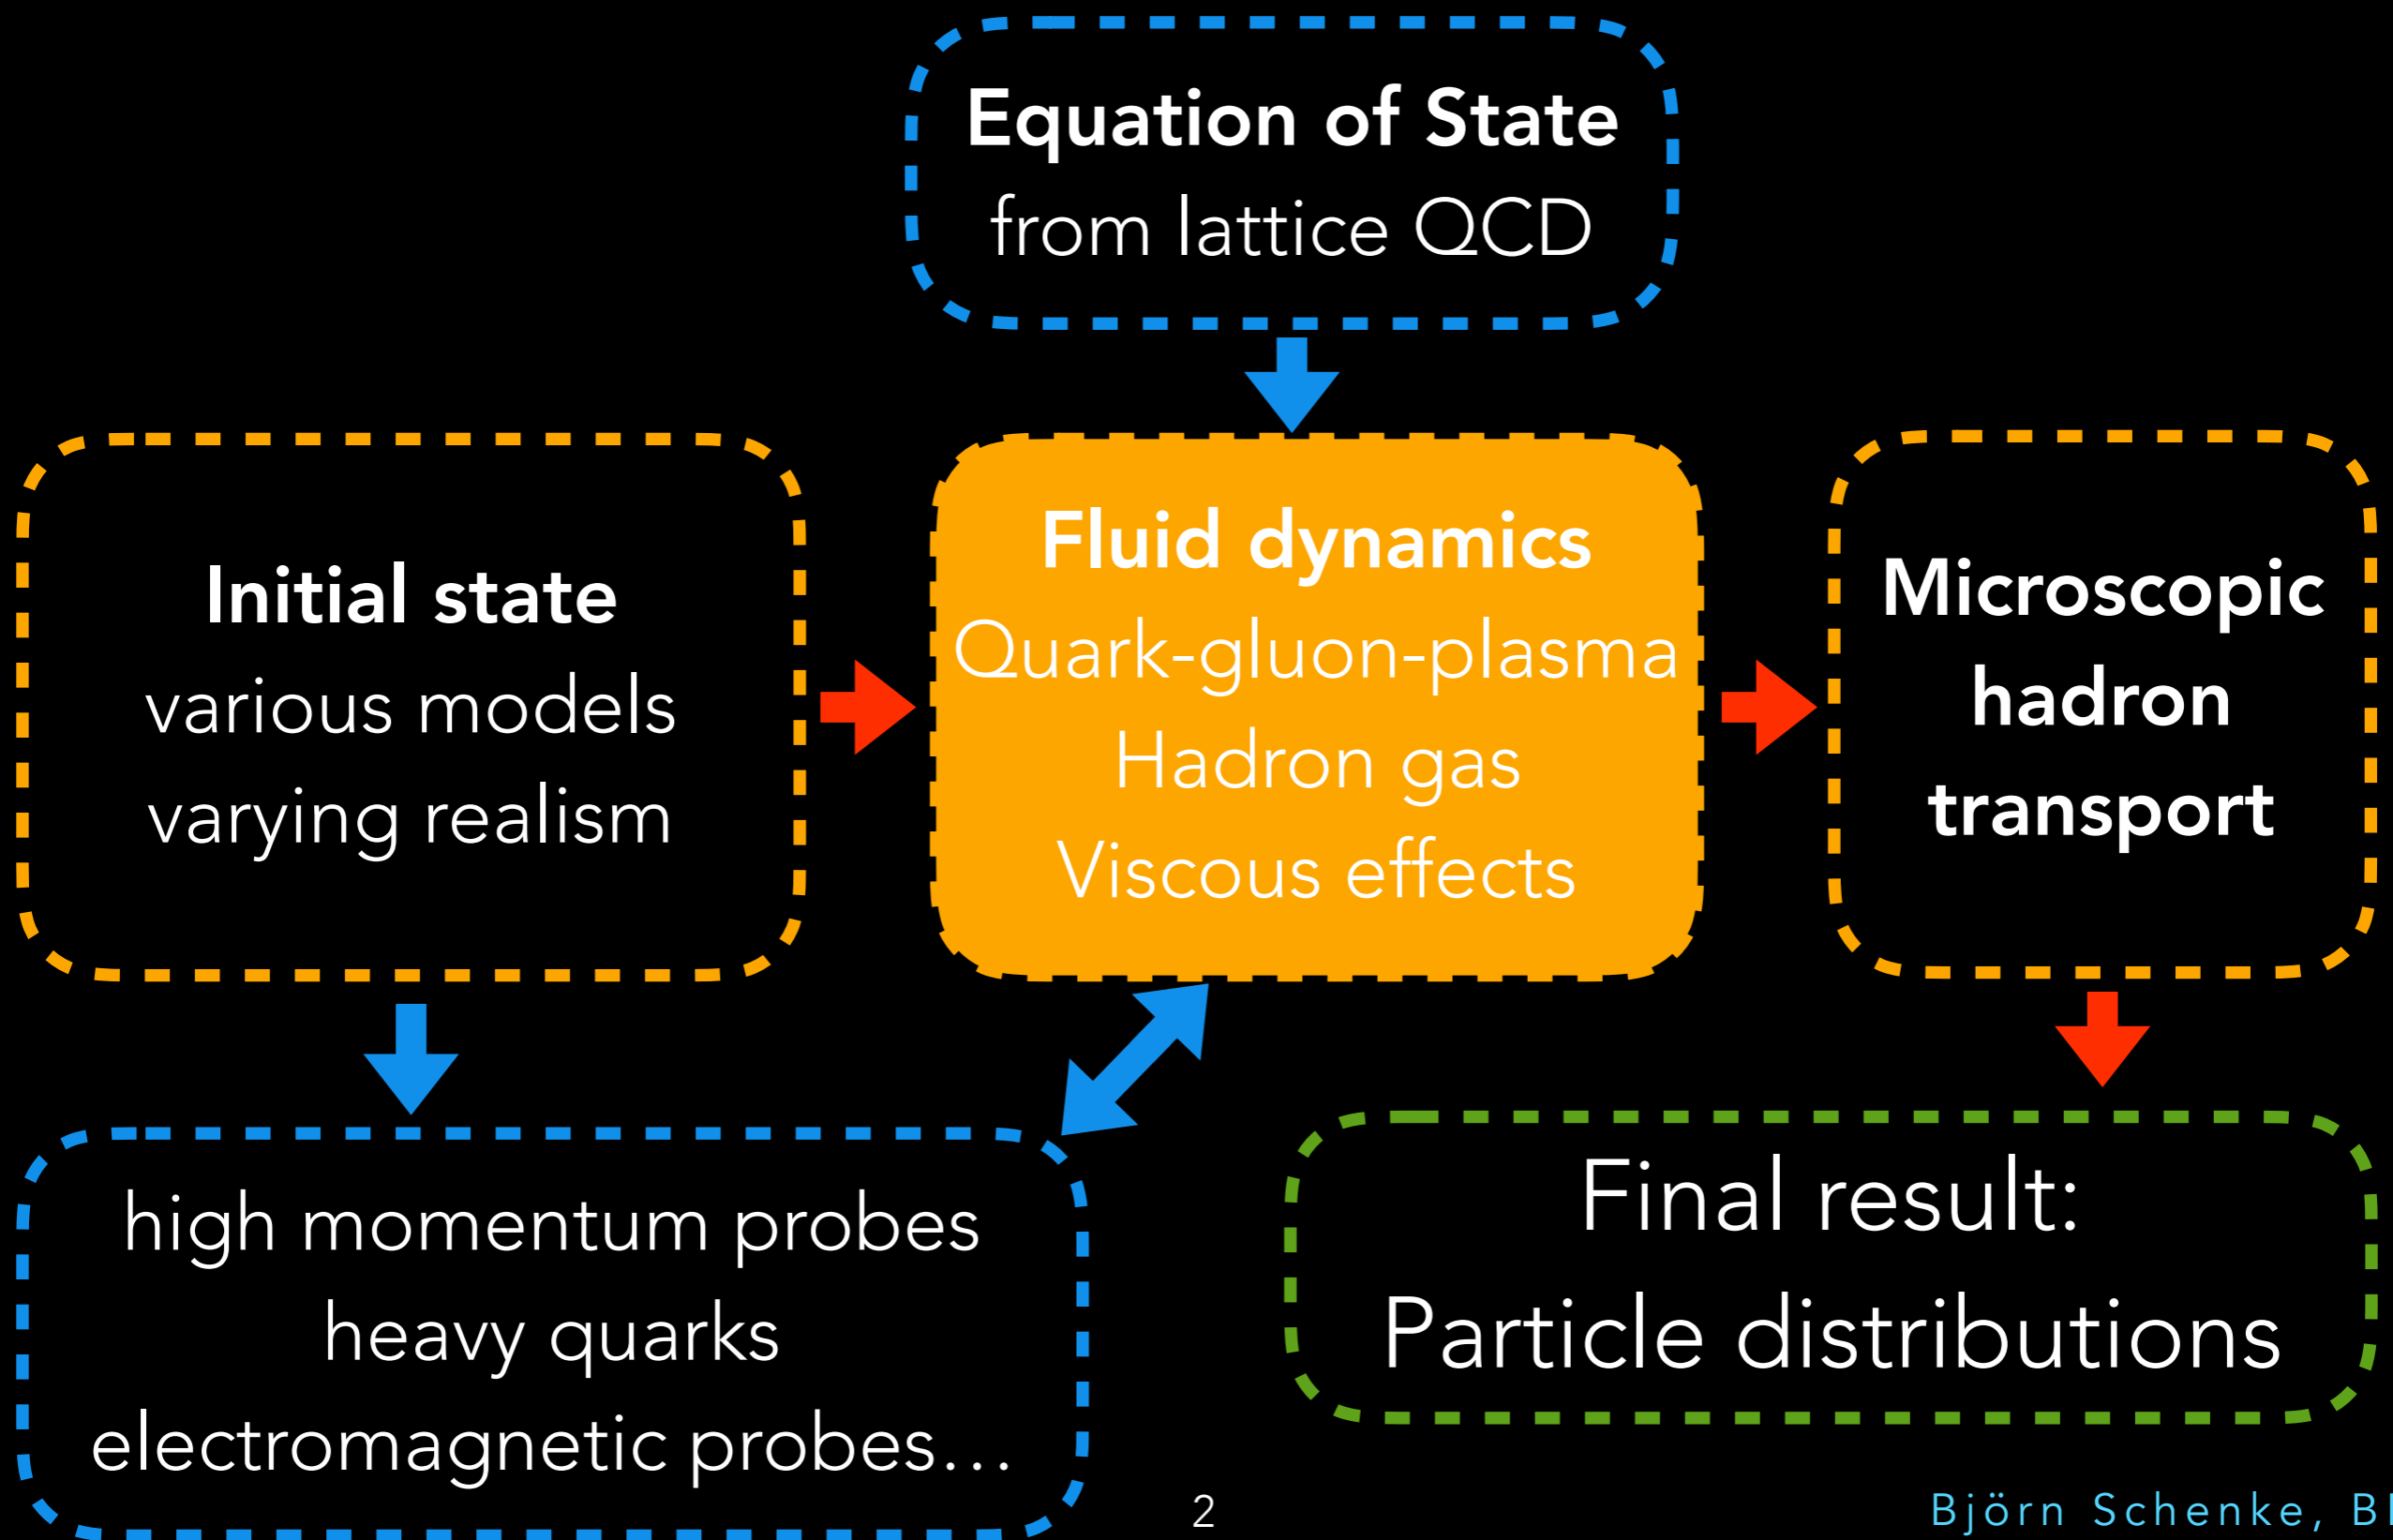 Equation of State
from lattice QCD
Initial state
various models
varying realism
Fluid dynamics
Quark-gluon-plasma
Hadron gas
Viscous effects
Microscopic
hadron
transport
high momentum probes
heavy quarks
electromagnetic probes…
Final result:
Particle distributions
2
Björn Schenke,